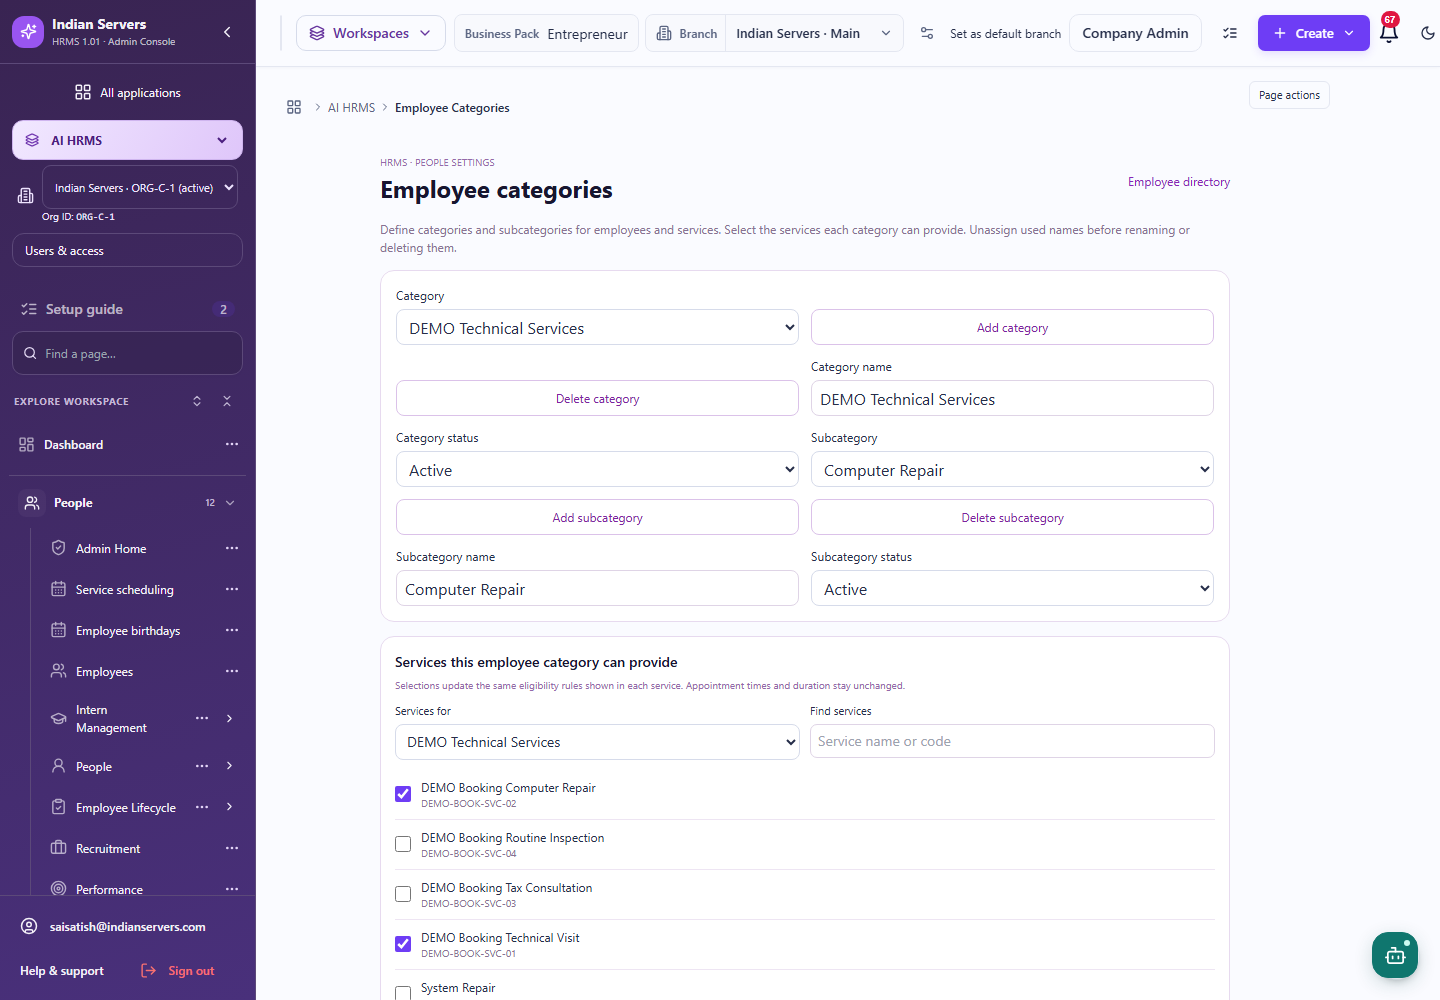 Indian Servers
HRMS 1.01 · Admin Console
All applications
AI HRMS
Indian Servers · ORG-C-1 (active)
Org ID: ORG-C-1
Users & access
Setup guide
2
Find a page...
EXPLORE WORKSPACE
Dashboard
People
12
Admin Home
Service scheduling
Employee birthdays
Employees
Intern
Management
People
Employee Lifecycle
Recruitment
Performance
saisatish@indianservers.com
Help & support
Sign out
Workspaces
Business Pack Entrepreneur
Branch
Indian Servers · Main
Set as default branch
Company Admin
Create
67
AI HRMS
Employee Categories
Page actions
HRMS · PEOPLE SETTINGS
Employee categories
Employee directory
Define categories and subcategories for employees and services. Select the services each category can provide. Unassign used names before renaming or
deleting them.
Category
DEMO Technical Services
Add category
Category name
Delete category
DEMO Technical Services
Category status
Subcategory
Active
Computer Repair
Add subcategory
Delete subcategory
Subcategory name
Subcategory status
Computer Repair
Active
Services this employee category can provide
Selections update the same eligibility rules shown in each service. Appointment times and duration stay unchanged.
Services for
Find services
DEMO Technical Services
Service name or code
DEMO Booking Computer Repair
DEMO-BOOK-SVC-02
DEMO Booking Routine Inspection
DEMO-BOOK-SVC-04
DEMO Booking Tax Consultation
DEMO-BOOK-SVC-03
DEMO Booking Technical Visit
DEMO-BOOK-SVC-01
System Repair